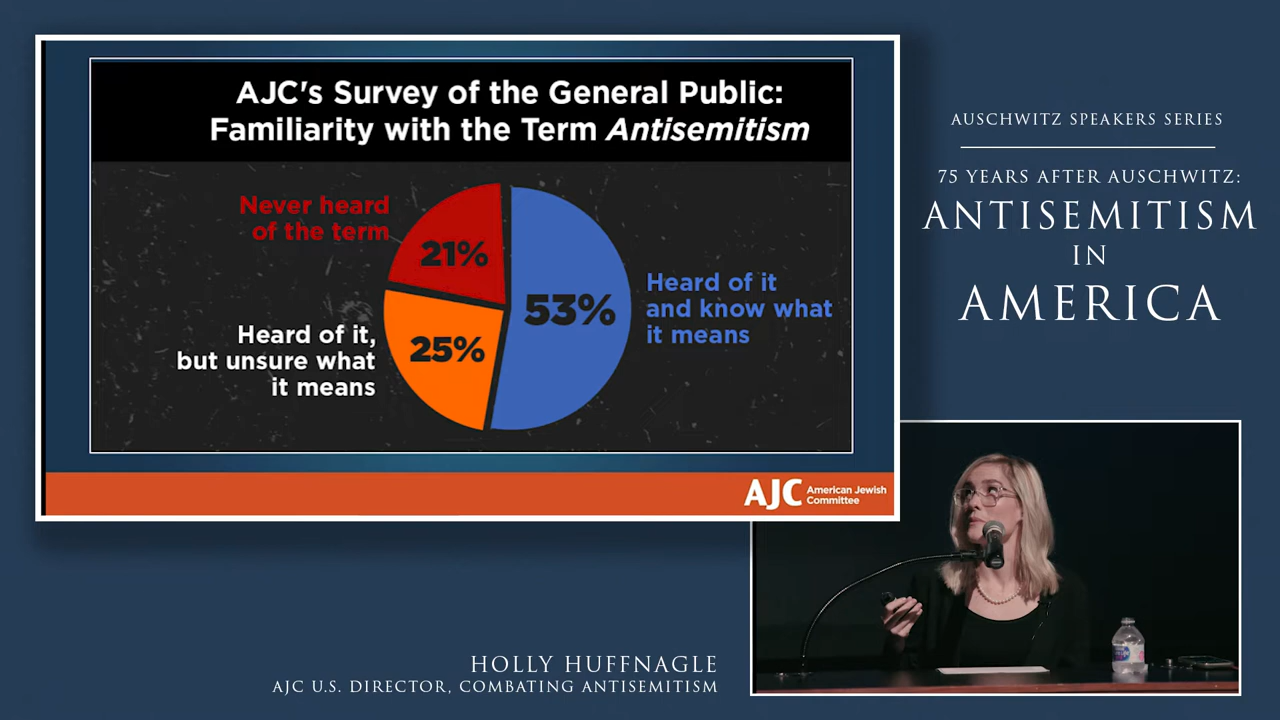 AJC's Survey of the General Public:
Familiarity with the Term Antisemitism
Never heard
of the term
21%
53%
Heard of it
and know what
it means
Heard of it,
but unsure what
it means
25%
AJC American Jewish
Committee
AUSCHWITZ SPEAKERS SERIES
75 YEARS AFTER AUSCHWITZ:
ANTISEMITISM
IN
AMERICA
HOLLY HUFFNAGLE
AJC U.S. DIRECTOR, COMBATING ANTISEMITISM